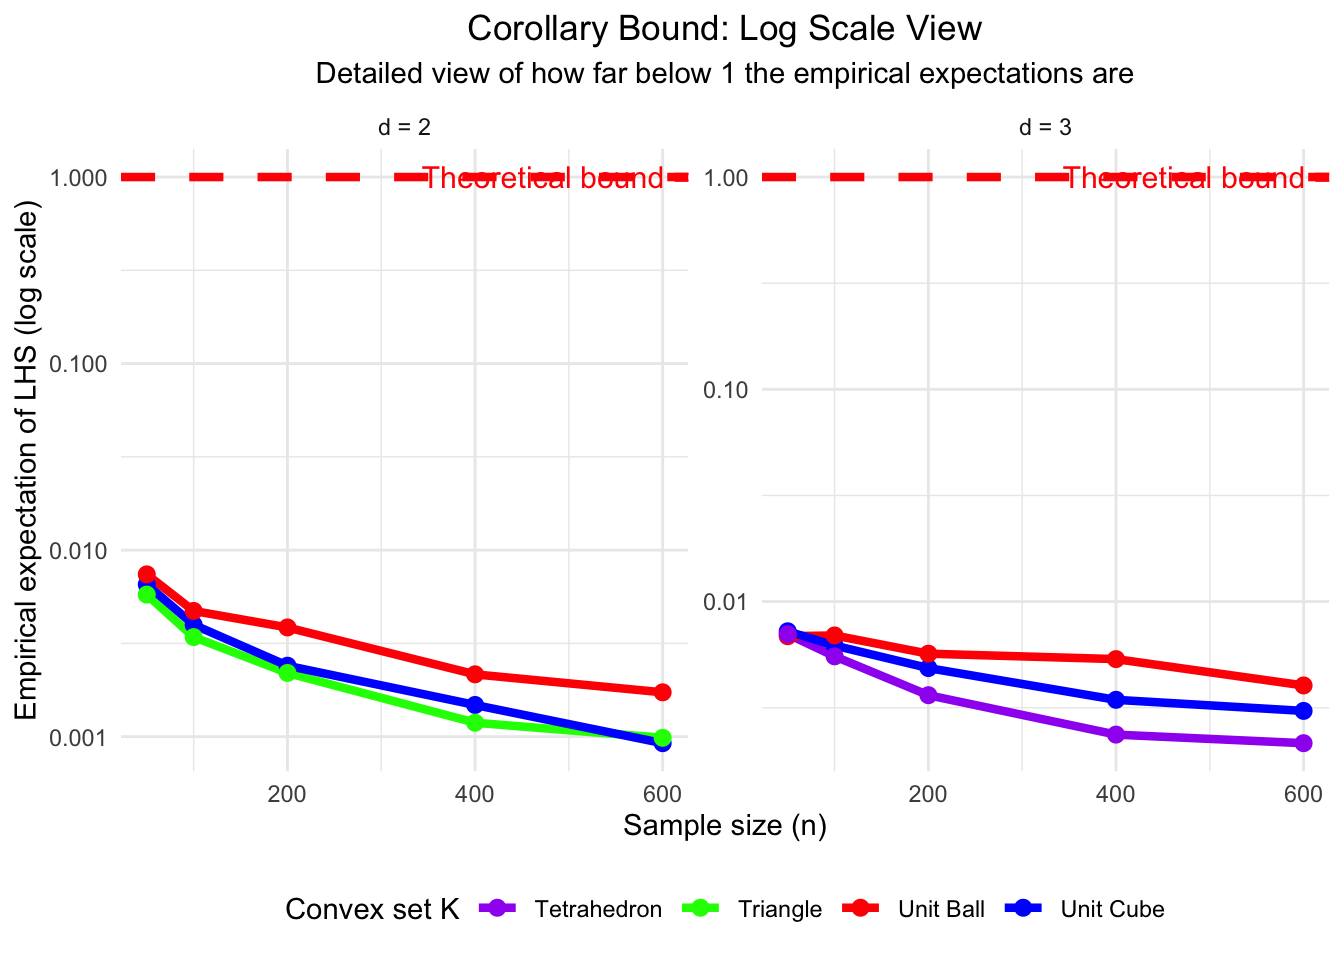 Corollary Bound: Log Scale View
Detailed view of how far below 1 the empirical expectations are
d = 2
d = 3
Empirical expectation of LHS (log scale)
1.000
0.100
0.010
0.001
Theoretical bound
200
400
600
1.00
0.10
0.01
Theoretical bound
200
400
600
Sample size (n)
Convex set K Tetrahedron Triangle Unit Ball Unit Cube